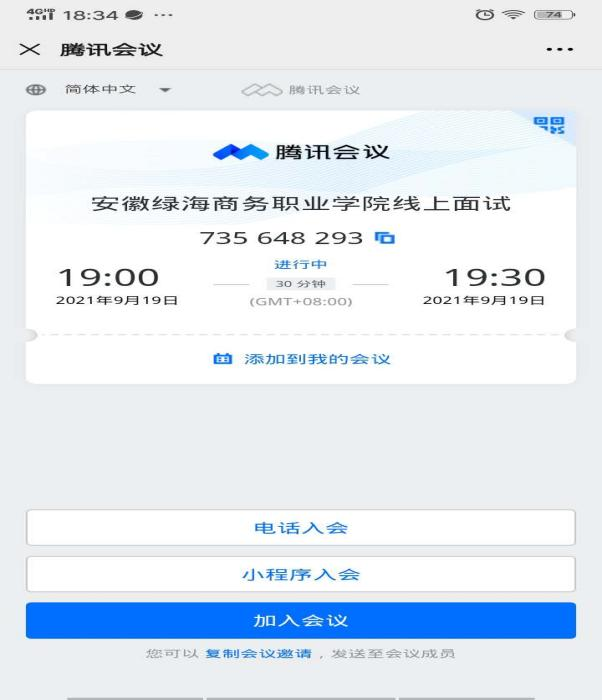 4GHD 18:34 ... 74
腾讯会议 ...
简体中文 腾讯会议
腾讯会议
安徽绿海商务职业学院线上面试
735 648 293
进行中
19:00 30 分钟 19:30
2021年9月19日 (GMT+08:00) 2021年9月19日
添加到我的会议
电话入会
小程序入会
加入会议
您可以 复制会议邀请，发送至会议成员